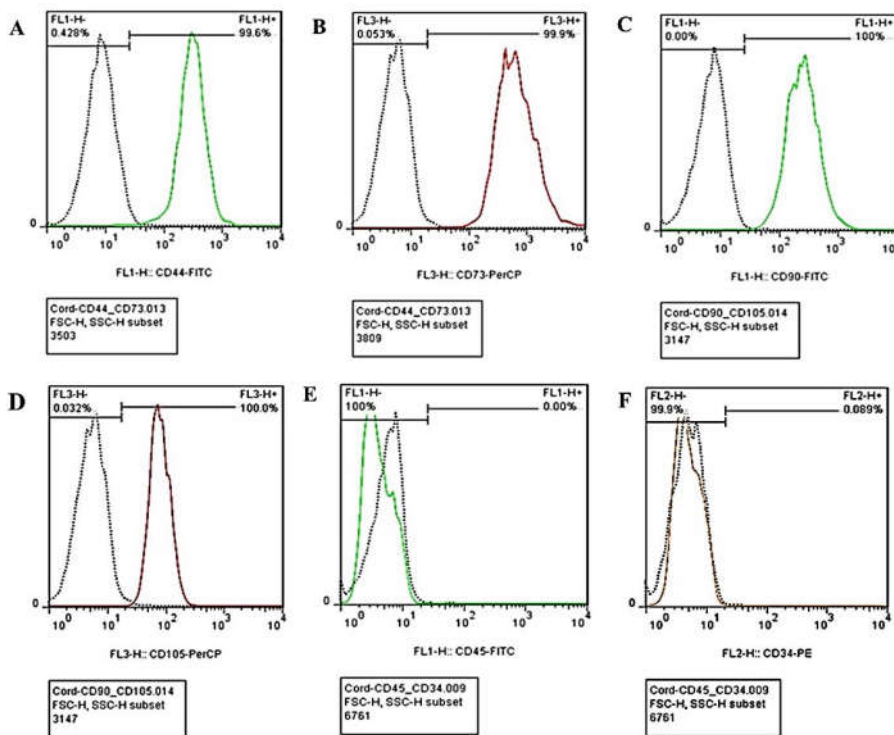 A
FL1-H-
0.428%
FL1-H+
99.6%
0
10^0 10^1 10^2 10^3 10^4
FL1-H:: CD44-FITC
Cord-CD44_CD73.013
FSC-H, SSC-H subset
3503
B
FL3-H-
0.053%
FL3-H+
99.9%
0
10^0 10^1 10^2 10^3 10^4
FL3-H:: CD73-PerCP
Cord-CD44_CD73.013
FSC-H, SSC-H subset
3809
C
FL1-H-
0.00%
FL1-H+
100%
0
10^0 10^1 10^2 10^3 10^4
FL1-H:: CD90-FITC
Cord-CD90_CD105.014
FSC-H, SSC-H subset
3147
D
FL3-H-
0.032%
FL3-H+
100.0%
0
10^0 10^1 10^2 10^3 10^4
FL3-H:: CD105-PerCP
Cord-CD90_CD105.014
FSC-H, SSC-H subset
3147
E
FL1-H-
100%
FL1-H+
0.00%
0
10^0 10^1 10^2 10^3 10^4
FL1-H:: CD45-FITC
Cord-CD45_CD34.009
FSC-H, SSC-H subset
6761
F
FL2-H-
99.9%
FL2-H+
0.089%
0
10^0 10^1 10^2 10^3 10^4
FL2-H:: CD34-PE
Cord-CD45_CD34.009
FSC-H, SSC-H subset
6761